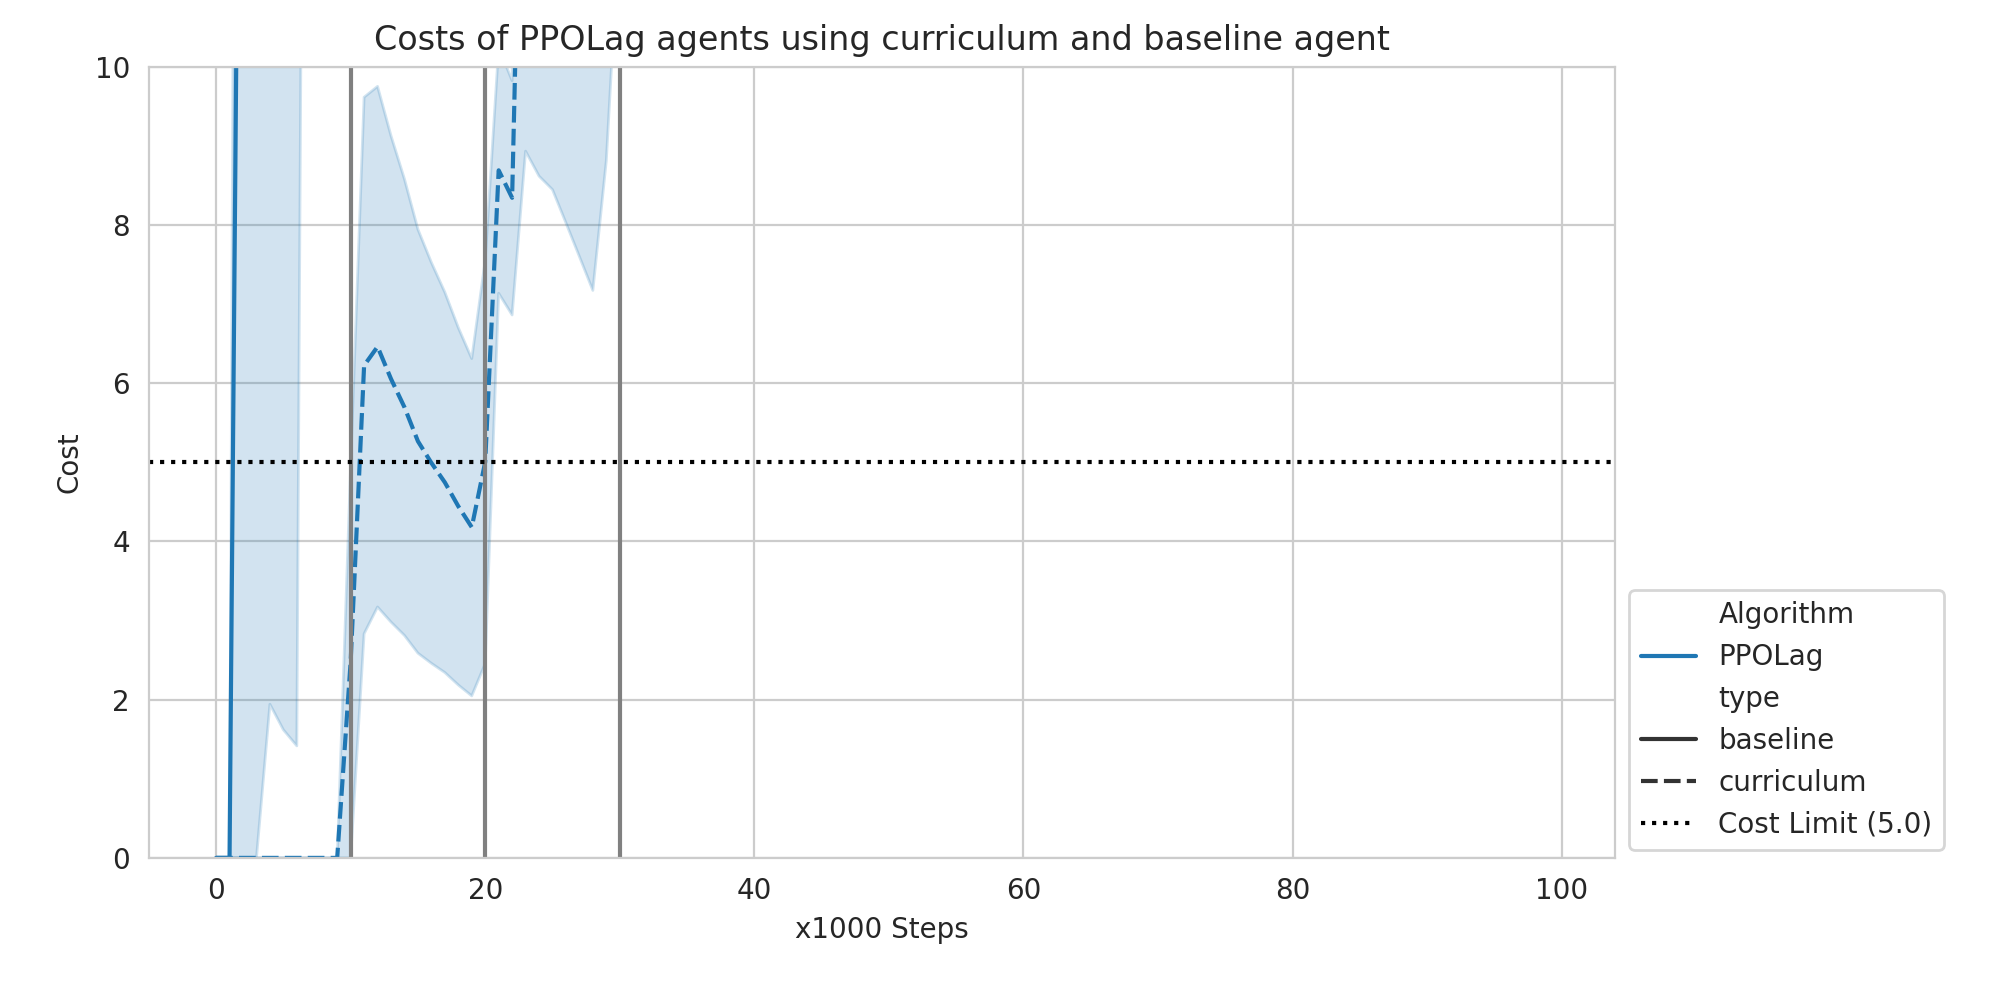 Costs of PPOLag agents using curriculum and baseline agent
10
8
6
4
2
0
Cost
0 20 40 60 80 100
x1000 Steps
Algorithm
PPOLag
type
baseline
curriculum
Cost Limit (5.0)